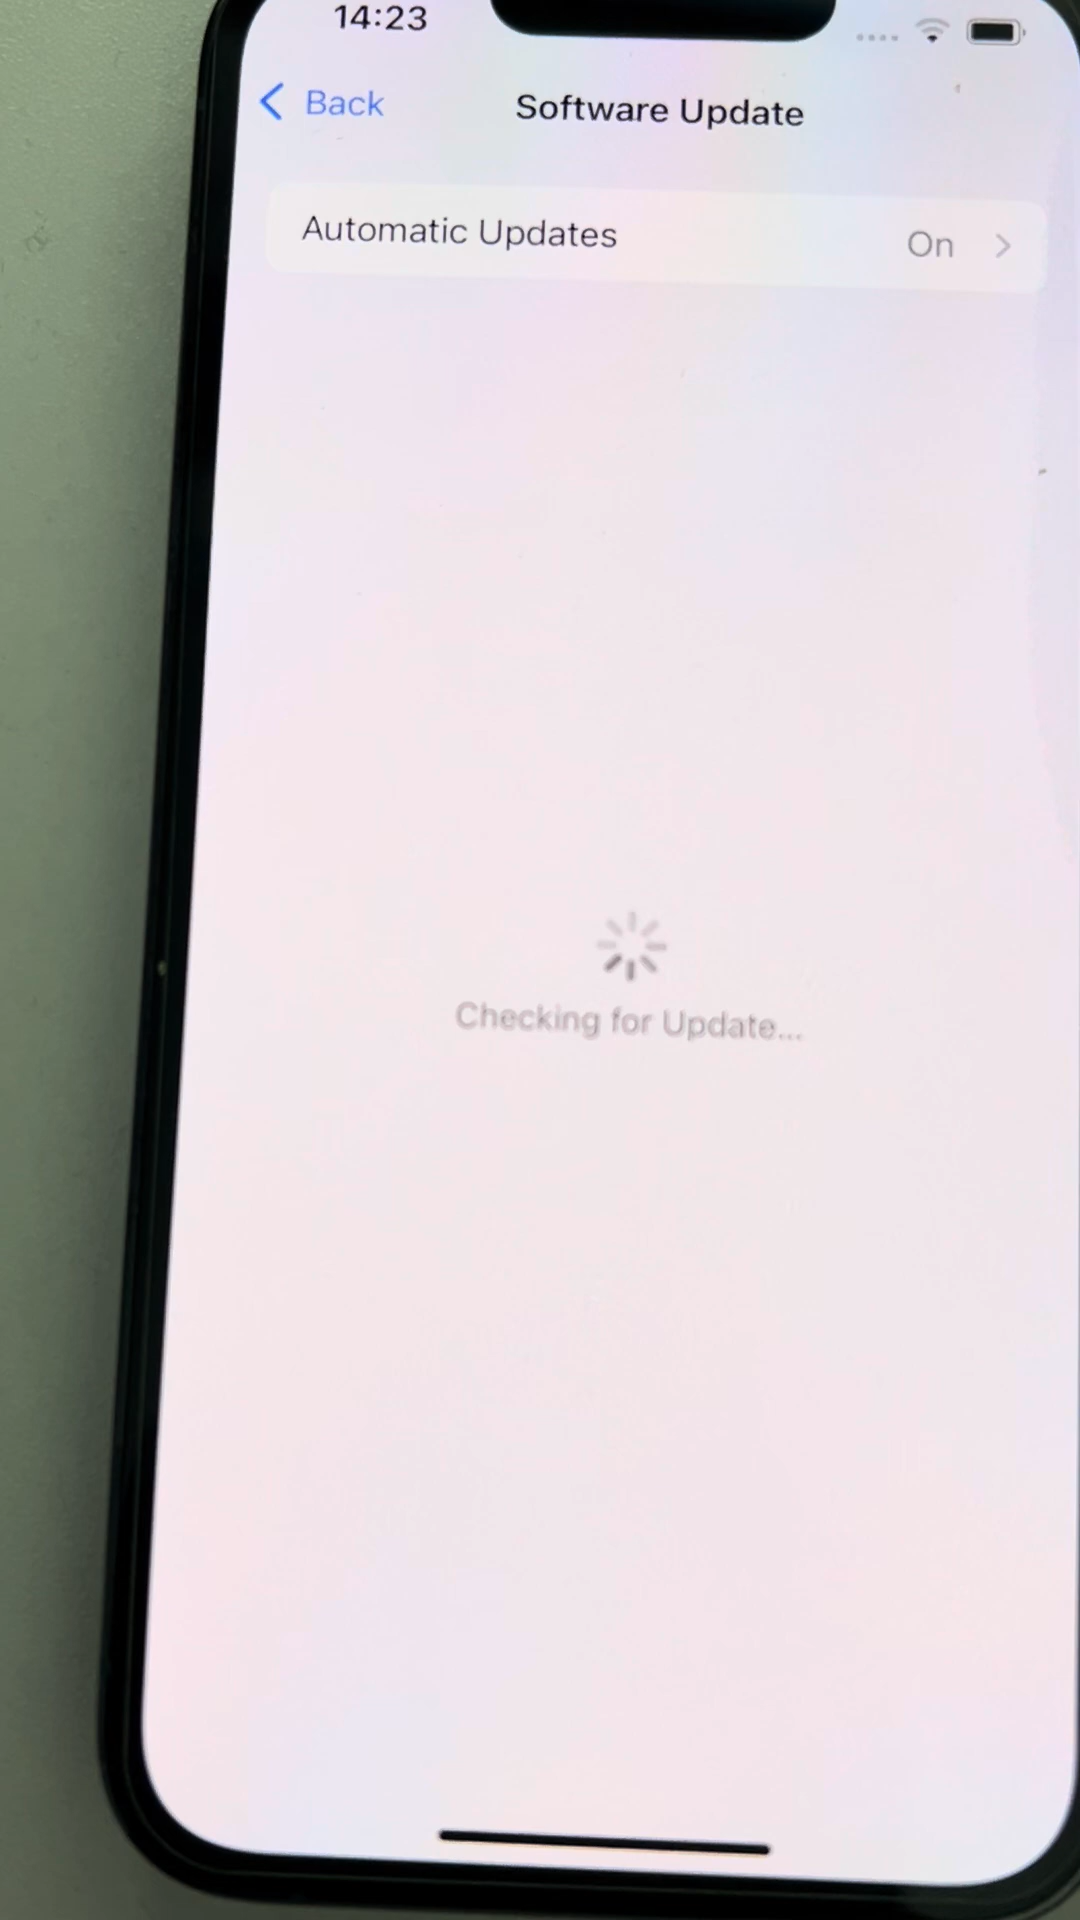 14:23
Back
Software Update
Automatic Updates
On
Checking for Update...